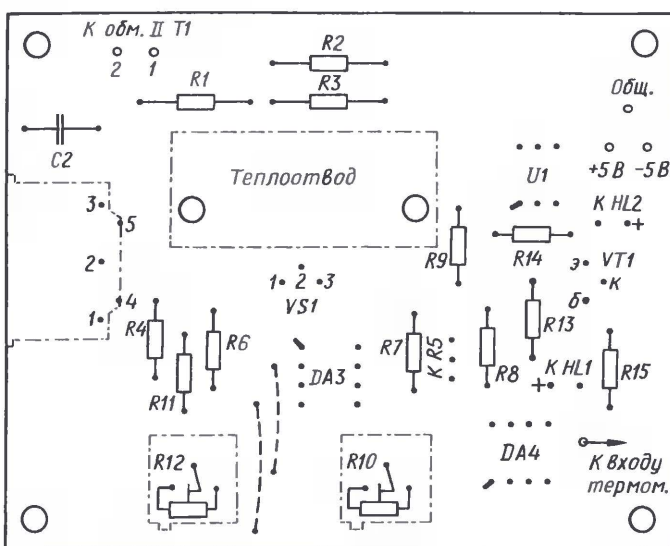 К обм. II Т1
2 1
R2
R1
R3
Общ.
C2
Теплоотвод
U1
+5 В -5 В
3
5
К HL2
+
R9
R14
2
э
VT1
к
1 2 3
VS1
б
4
1
R4
R6
R7
К R5
R13
R8
R11
DA3
+
К HL1
R15
R12
R10
DA4
К входу
термом.